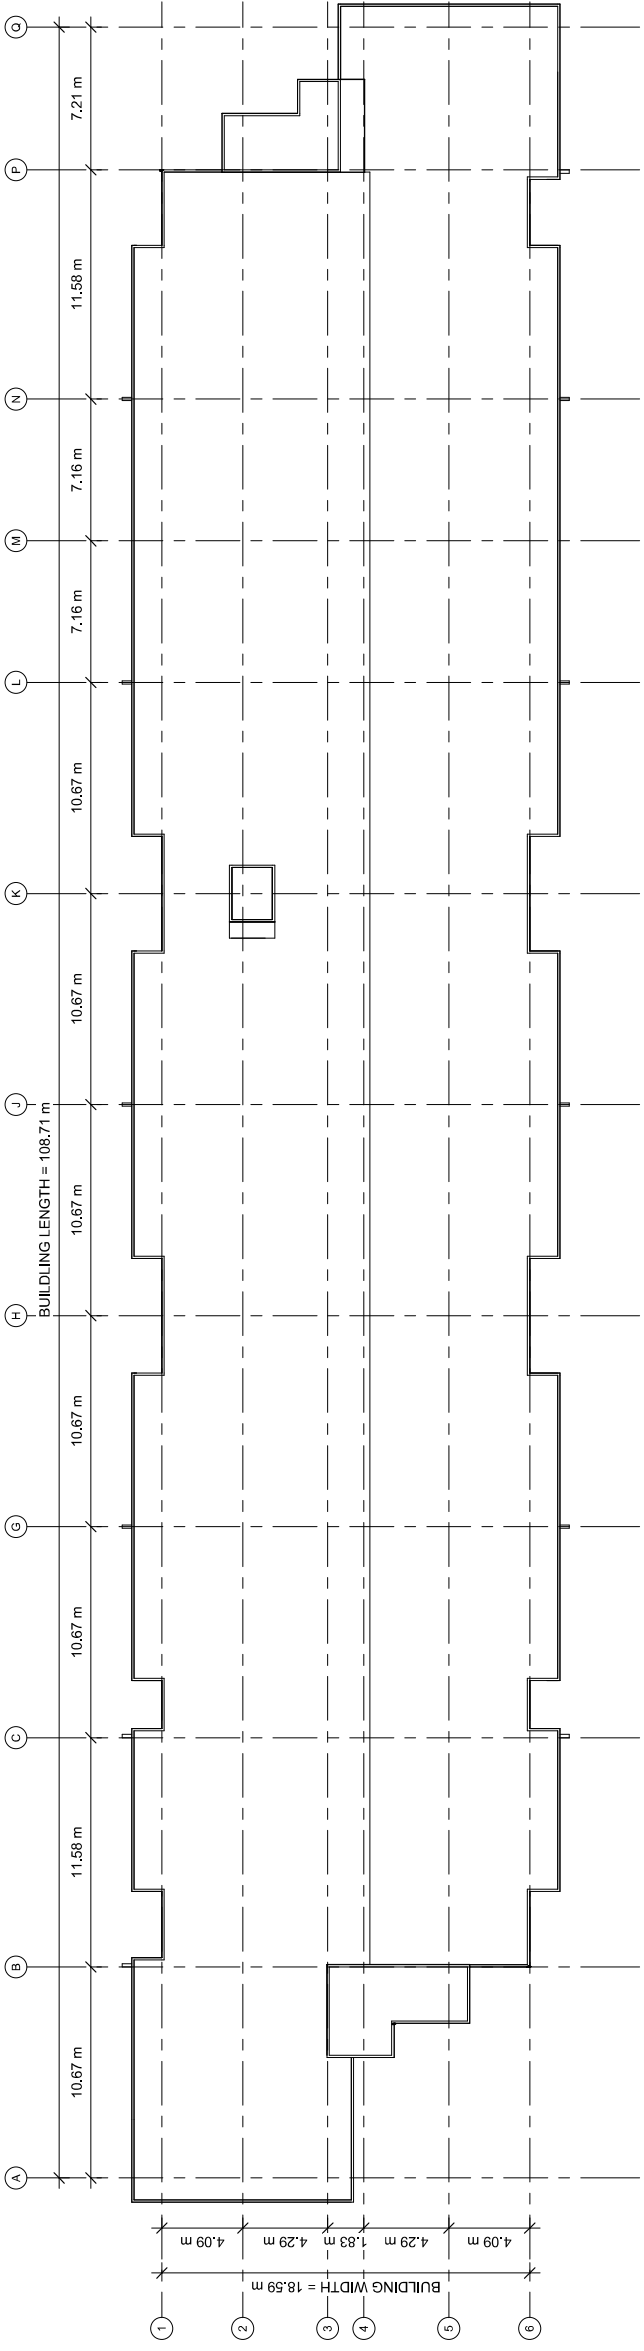 Q
7.21 m
P
11.58 m
N
7.16 m
M
7.16 m
L
10.67 m
K
10.67 m
J
BUILDLING LENGTH = 108.71 m
10.67 m
H
10.67 m
G
10.67 m
C
11.58 m
B
10.67 m
A
4.09 m
4.29 m
1.83 m
4.29 m
4.09 m
BUILDING WIDTH = 18.59 m
1
2
3
4
5
6